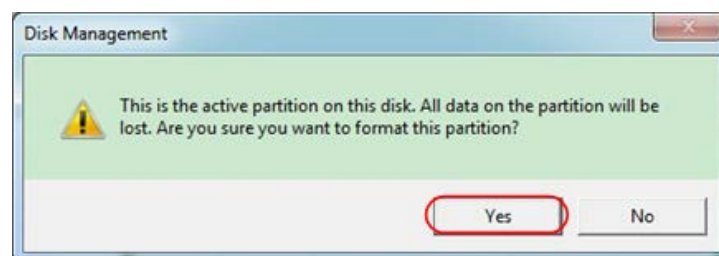 Disk Management
This is the active partition on this disk. All data on the partition will be
lost. Are you sure you want to format this partition?
Yes
No